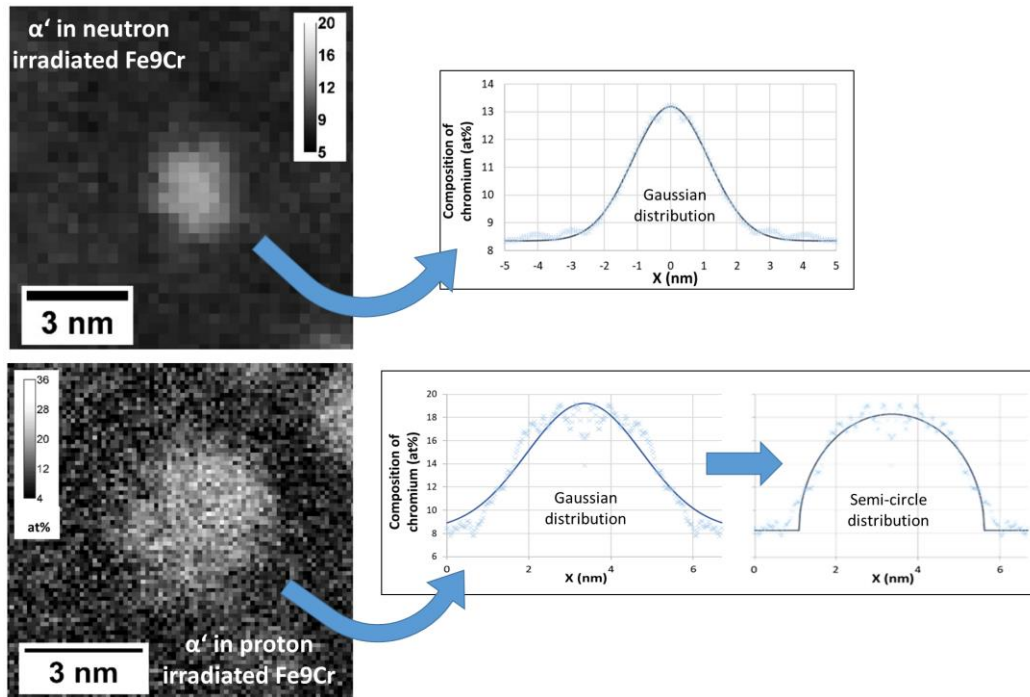 α‘ in neutron
irradiated Fe9Cr
20
16
12
9
5
3 nm
Composition of
chromium (at%)
14
13
12
11
10
9
8
Gaussian
distribution
-5 -4 -3 -2 -1 0 1 2 3 4 5
X (nm)
36
28
20
12
4
at%
3 nm
α‘ in proton
irradiated Fe9Cr
Composition of
chromium (at%)
20
18
16
14
12
10
8
6
Gaussian
distribution
0 2 4 6
X (nm)
Semi-circle
distribution
0 2 4 6
X (nm)